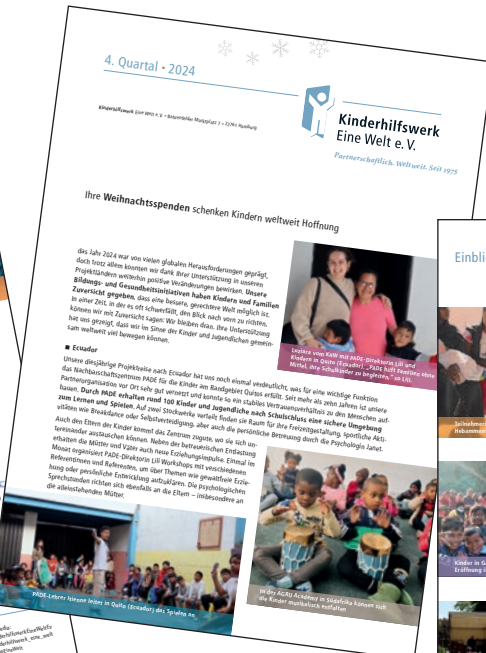 4. Quartal • 2024
Kinderhilfswerk
Eine Welt e. V.
Partnerschaftlich. Weltweit. Seit 1975
Kinderhilfswerk Eine Welt e. V. •
Ihre Weihnachtsspenden schenken Kindern weltweit Hoffnung
das Jahr 2024 war von vielen globalen Herausforderungen geprägt,
doch trotz allem konnten wir dank Ihrer Unterstützung in unseren
Projektländern weiterhin positive Veränderungen bewirken. Unsere
Bildungs- und Gesundheitsinitiativen haben Kindern und Familien
Zuversicht gegeben, dass eine bessere, gerechtere Welt möglich ist.
In einer Zeit, in der es oft schwerfällt, den Blick nach vorn zu richten,
können wir mit Zuversicht sagen: Wir bleiben dran. Ihre Unterstützung
hat uns gezeigt, dass wir im Sinne der Kinder und Jugendlichen gemein-
sam weltweit viel bewegen können.
Luziére vom KaW mit PADE-Direktorin Lili und
Kindern in Quito (Ecuador). „PADE hilft Familien ohne
Mittel, ihre Schulkinder zu begleiten,“ so Lili.
■ Ecuador
Unsere diesjährige Projektreise nach Ecuador hat uns noch einmal verdeutlicht, was für eine wichtige Funktion
das Nachbarschaftszentrum PADE für die Kinder am Randgebiet Quitos erfüllt. Seit mehr als zehn Jahren ist unsere
Partnerorganisation vor Ort sehr gut vernetzt und konnte so ein stabiles Vertrauensverhältnis zu den Menschen auf-
bauen. Durch PADE erhalten rund 100 Kinder und Jugendliche nach Schulschluss eine sichere Umgebung
zum Lernen und Spielen. Auf zwei Stockwerke verteilt finden sie Raum für ihre Freizeitgestaltung, sportliche Akti-
vitäten wie Breakdance oder Selbstverteidigung, aber auch die persönliche Betreuung durch die Psychologin Janet.
Auch den Eltern der Kinder kommt das Zentrum zugute, wo sie sich un-
tereinander austauschen können. Neben der betreuerischen Entlastung
erhalten die Mütter und Väter auch neue Erziehungsimpulse. Einmal im
Monat organisiert PADE-Direktorin Lili Workshops mit verschiedenen
Referentinnen und Referenten, um über Themen wie gewaltfreie Erzie-
hung oder persönliche Entwicklung aufzuklären. Die psychologischen
Sprechstunden richten sich ebenfalls an die Eltern – insbesondere an
die alleinstehenden Mütter.
PADE-Lehrer leitet in Quito (Ecuador) das Spielen an.
In der AGRU Academy in Südafrika können sich
die Kinder musikalisch entfalten
Einbli
Teilnehmeri
Hebammen
Kinder in G
Eröffnung